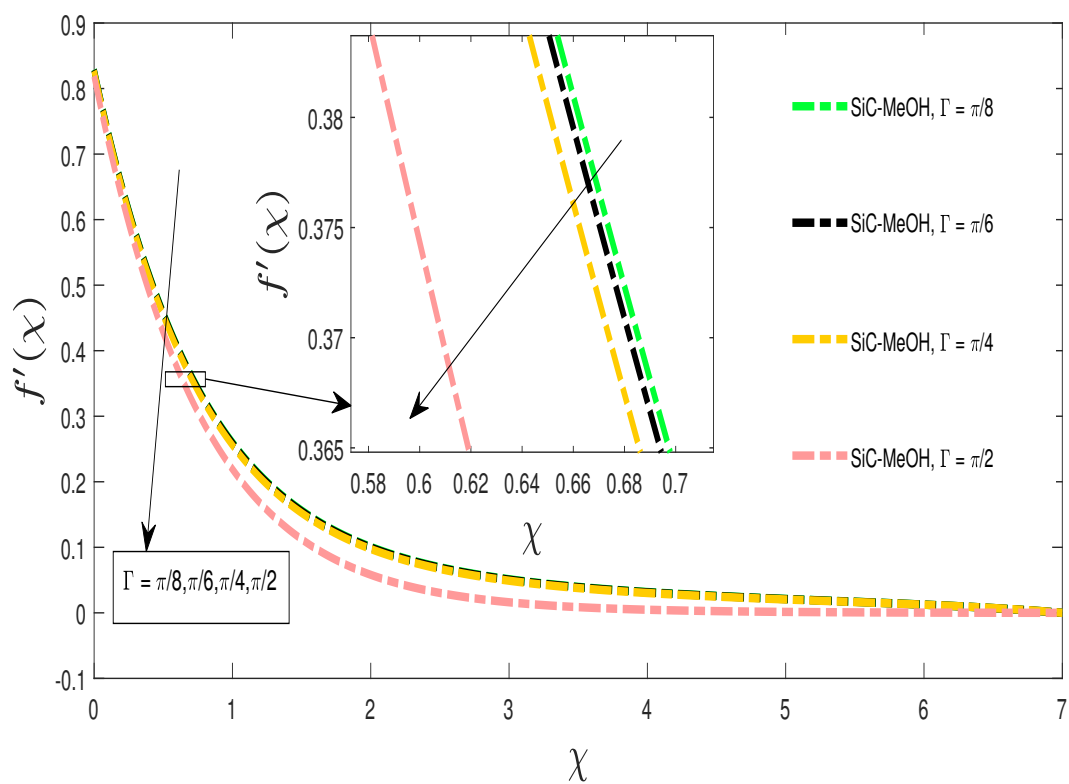 0.9
0.8
0.7
0.6
0.5
0.4
0.3
0.2
0.1
0
-0.1
f′(χ)
0 1 2 3 4 5 6 7
χ
0.38
0.375
0.37
0.365
f′(χ)
0.58 0.6 0.62 0.64 0.66 0.68 0.7
χ
SiC-MeOH, Γ = π/8
SiC-MeOH, Γ = π/6
SiC-MeOH, Γ = π/4
SiC-MeOH, Γ = π/2
Γ = π/8,π/6,π/4,π/2